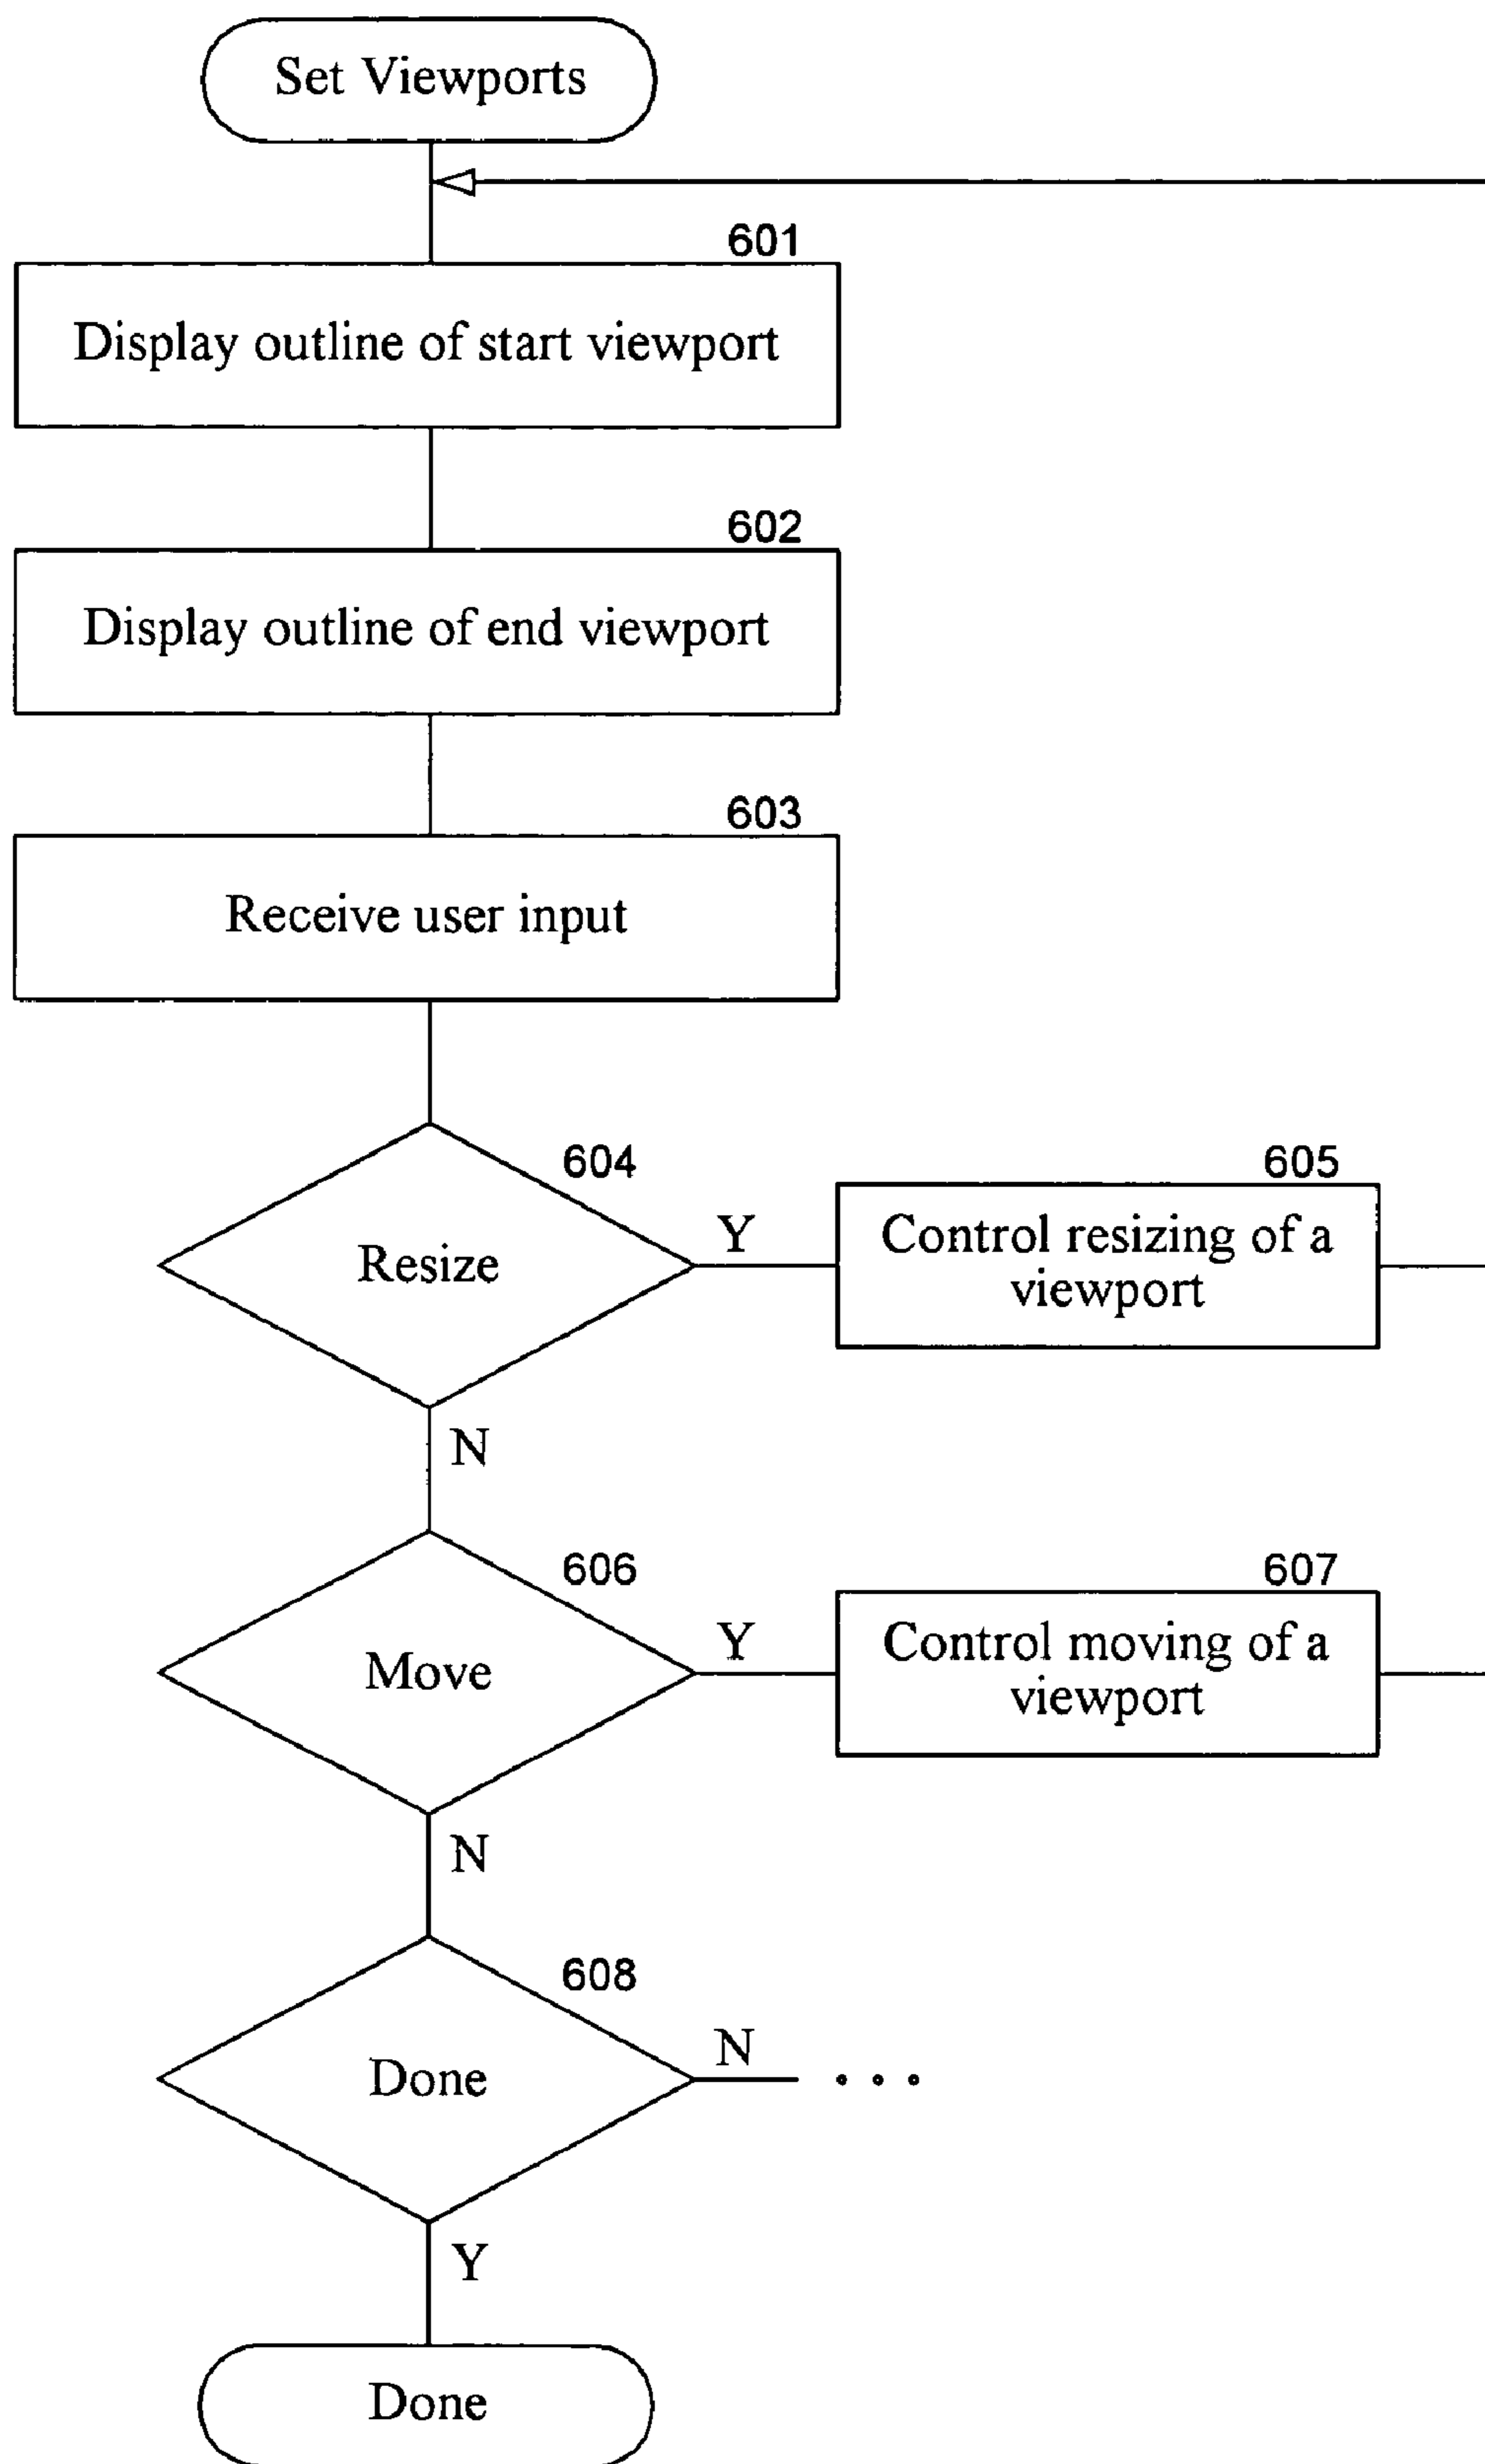 Set Viewports
601
Display outline of start viewport
602
Display outline of end viewport
603
Receive user input
604
Resize
Y
605
Control resizing of a
viewport
N
606
Move
Y
607
Control moving of a
viewport
N
608
Done
N
• • •
Y
Done